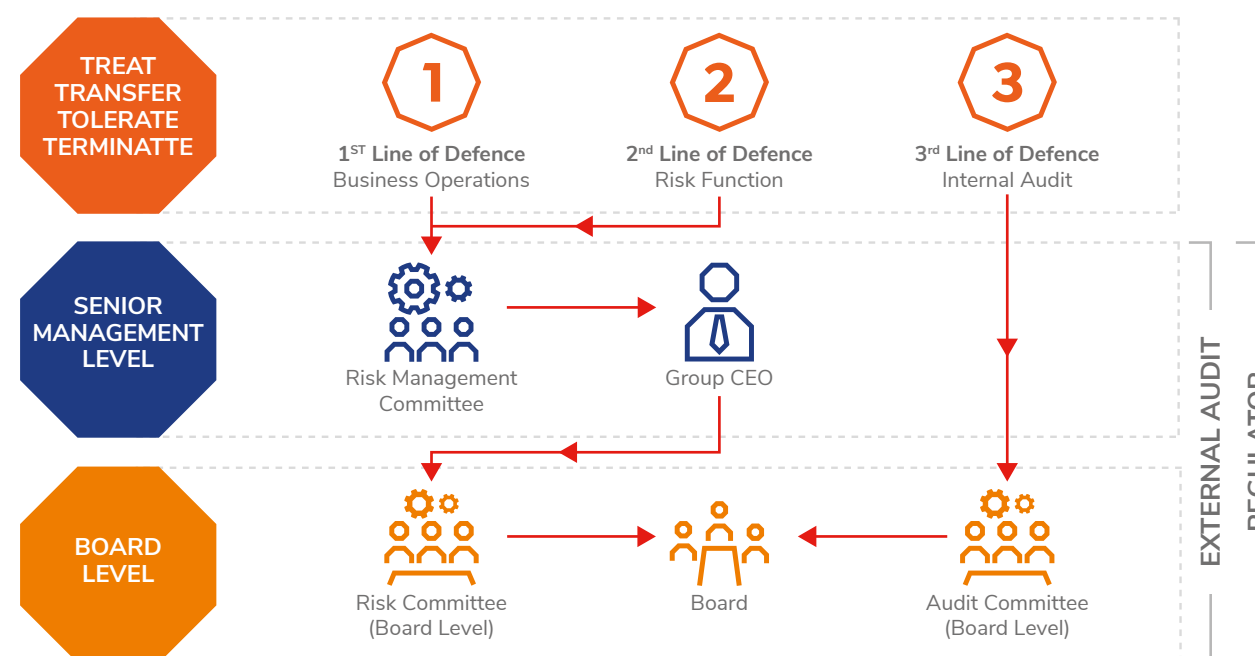 TREAT
TRANSFER
TOLERATE
TERMINATTE
1
2
3
1ST Line of Defence
Business Operations
2nd Line of Defence
Risk Function
3rd Line of Defence
Internal Audit
SENIOR
MANAGEMENT
LEVEL
Risk Management
Committee
Group CEO
BOARD
LEVEL
Risk Committee
(Board Level)
Board
Audit Committee
(Board Level)
EXTERNAL AUDIT